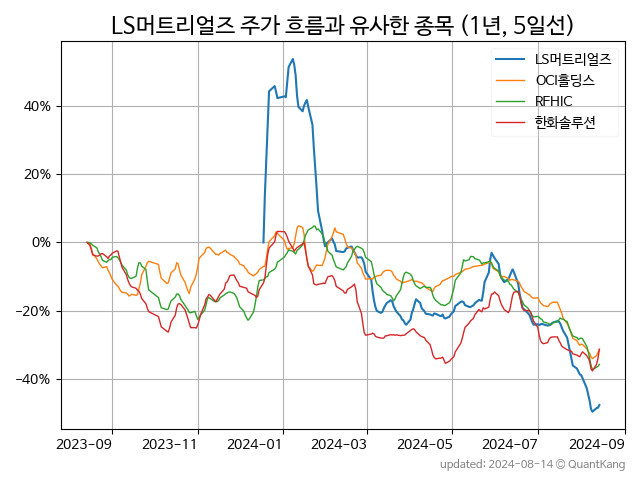 LS머트리얼즈 주가 흐름과 유사한 종목 (1년, 5일선)
LS머트리얼즈
OCI홀딩스
RFHIC
한화솔루션
40%
20%
0%
−20%
−40%
2023-09 2023-11 2024-01 2024-03 2024-05 2024-07 2024-09
updated: 2024-08-14 © QuantKang